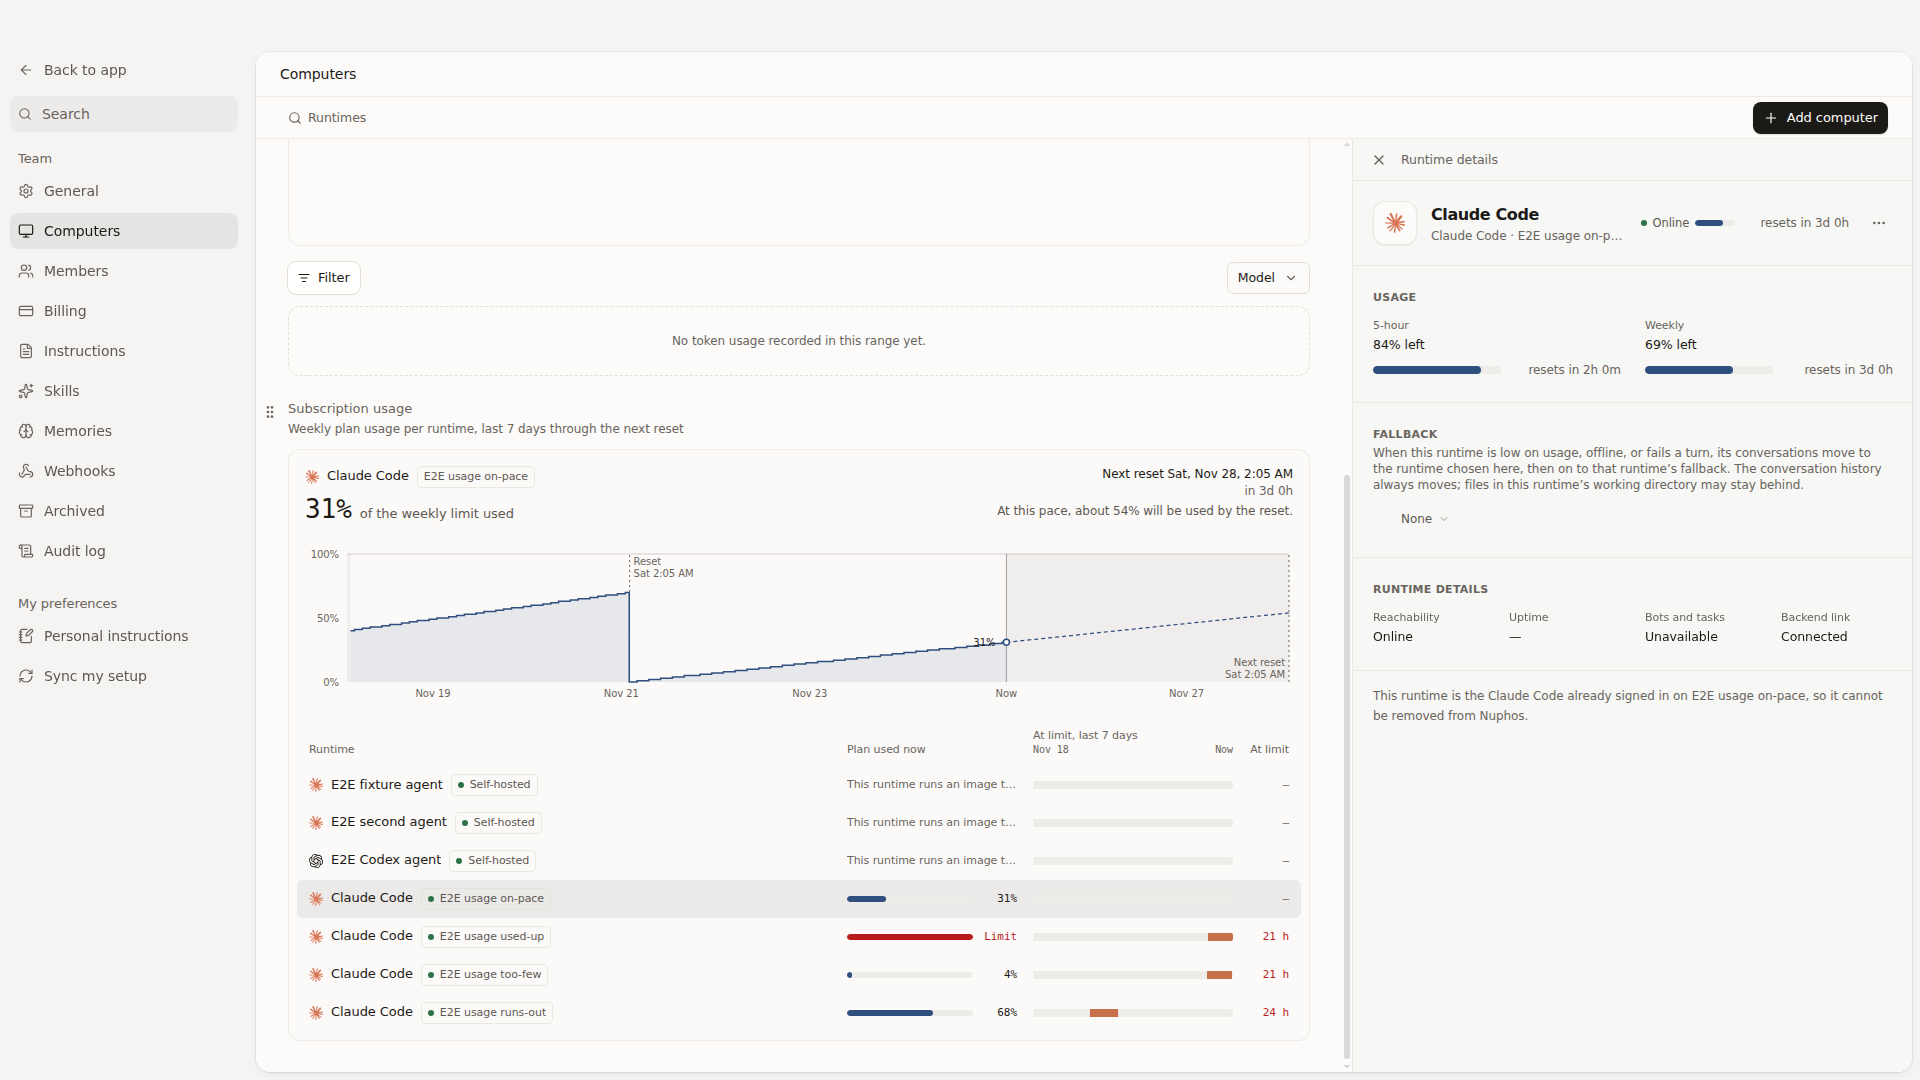 Back to app
Search
Team
General
Computers
Members
Billing
Instructions
Skills
Memories
Webhooks
Archived
Audit log
My preferences
Personal instructions
Sync my setup
Computers
Runtimes
Add computer
Filter
Model
No token usage recorded in this range yet.
Subscription usage
Weekly plan usage per runtime, last 7 days through the next reset
Claude Code E2E usage on-pace
31% of the weekly limit used
Next reset Sat, Nov 28, 2:05 AM
in 3d 0h
At this pace, about 54% will be used by the reset.
100%
50%
0%
Reset
Sat 2:05 AM
31%
Next reset
Sat 2:05 AM
Nov 19 Nov 21 Nov 23 Now Nov 27
Runtime Plan used now At limit, last 7 days
Nov 18 Now At limit
E2E fixture agent Self-hosted This runtime runs an image t… –
E2E second agent Self-hosted This runtime runs an image t… –
E2E Codex agent Self-hosted This runtime runs an image t… –
Claude Code E2E usage on-pace 31% –
Claude Code E2E usage used-up Limit 21 h
Claude Code E2E usage too-few 4% 21 h
Claude Code E2E usage runs-out 68% 24 h
Runtime details
Claude Code
Claude Code · E2E usage on-p…
Online resets in 3d 0h
USAGE
5-hour
84% left
resets in 2h 0m
Weekly
69% left
resets in 3d 0h
FALLBACK
When this runtime is low on usage, offline, or fails a turn, its conversations move to
the runtime chosen here, then on to that runtime’s fallback. The conversation history
always moves; files in this runtime’s working directory may stay behind.
None
RUNTIME DETAILS
Reachability Uptime Bots and tasks Backend link
Online — Unavailable Connected
This runtime is the Claude Code already signed in on E2E usage on-pace, so it cannot
be removed from Nuphos.